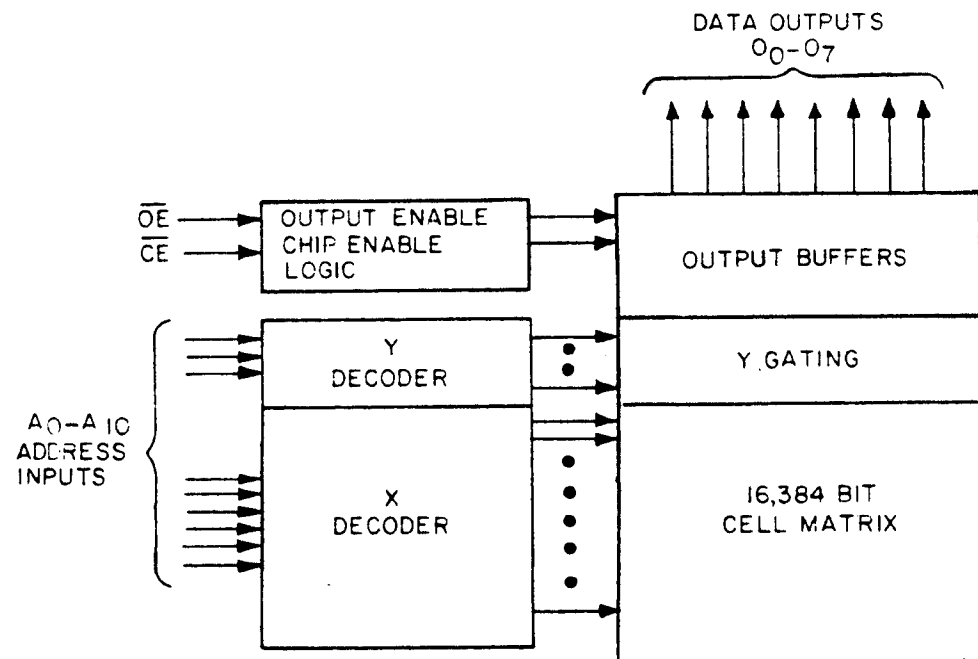 DATA OUTPUTS
O0-O7
OE
CE
OUTPUT ENABLE
CHIP ENABLE
LOGIC
OUTPUT BUFFERS
Y
DECODER
Y GATING
A0-A10
ADDRESS
INPUTS
X
DECODER
16,384 BIT
CELL MATRIX